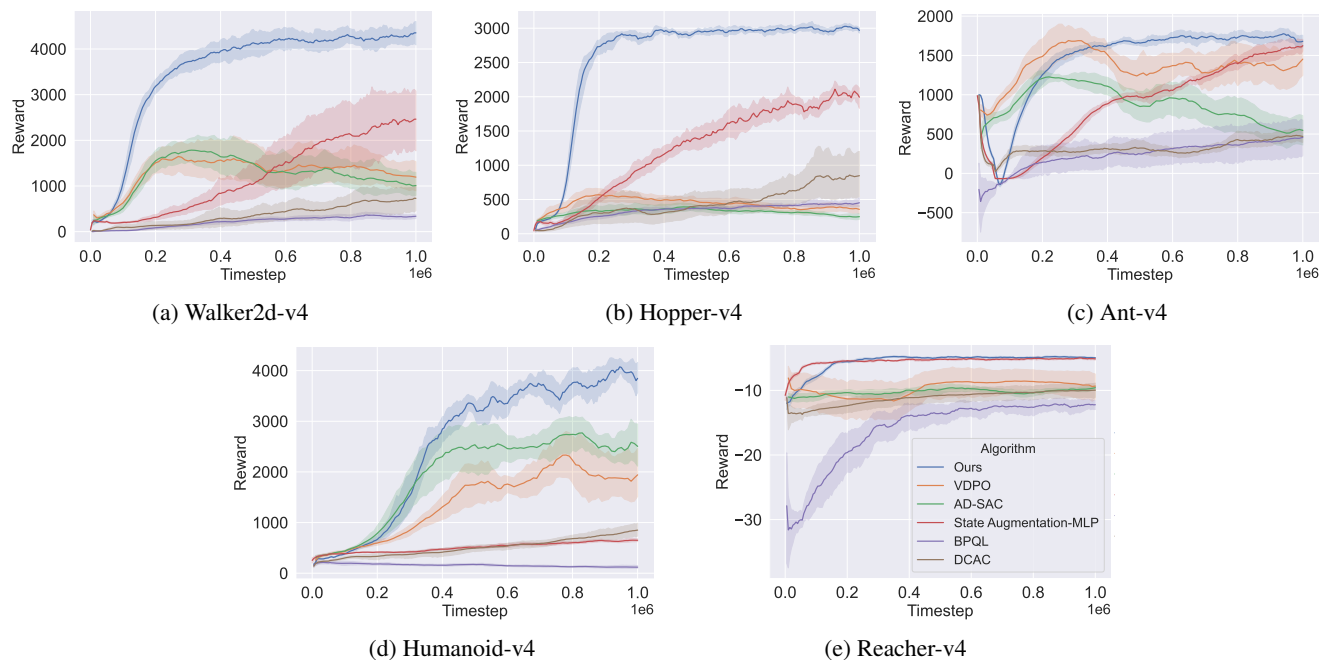 4000
3000
2000
1000
0
Reward
0.0 0.2 0.4 0.6 0.8 1.0
Timestep
1e6
(a) Walker2d-v4
3000
2500
2000
1500
1000
500
0
Reward
0.0 0.2 0.4 0.6 0.8 1.0
Timestep
1e6
(b) Hopper-v4
2000
1500
1000
500
0
−500
Reward
0.0 0.2 0.4 0.6 0.8 1.0
Timestep
1e6
(c) Ant-v4
4000
3000
2000
1000
0
Reward
0.0 0.2 0.4 0.6 0.8 1.0
Timestep
1e6
(d) Humanoid-v4
−10
−20
−30
Reward
Algorithm
Ours
VDPO
AD-SAC
State Augmentation-MLP
BPQL
DCAC
0.0 0.2 0.4 0.6 0.8 1.0
Timestep
1e6
(e) Reacher-v4